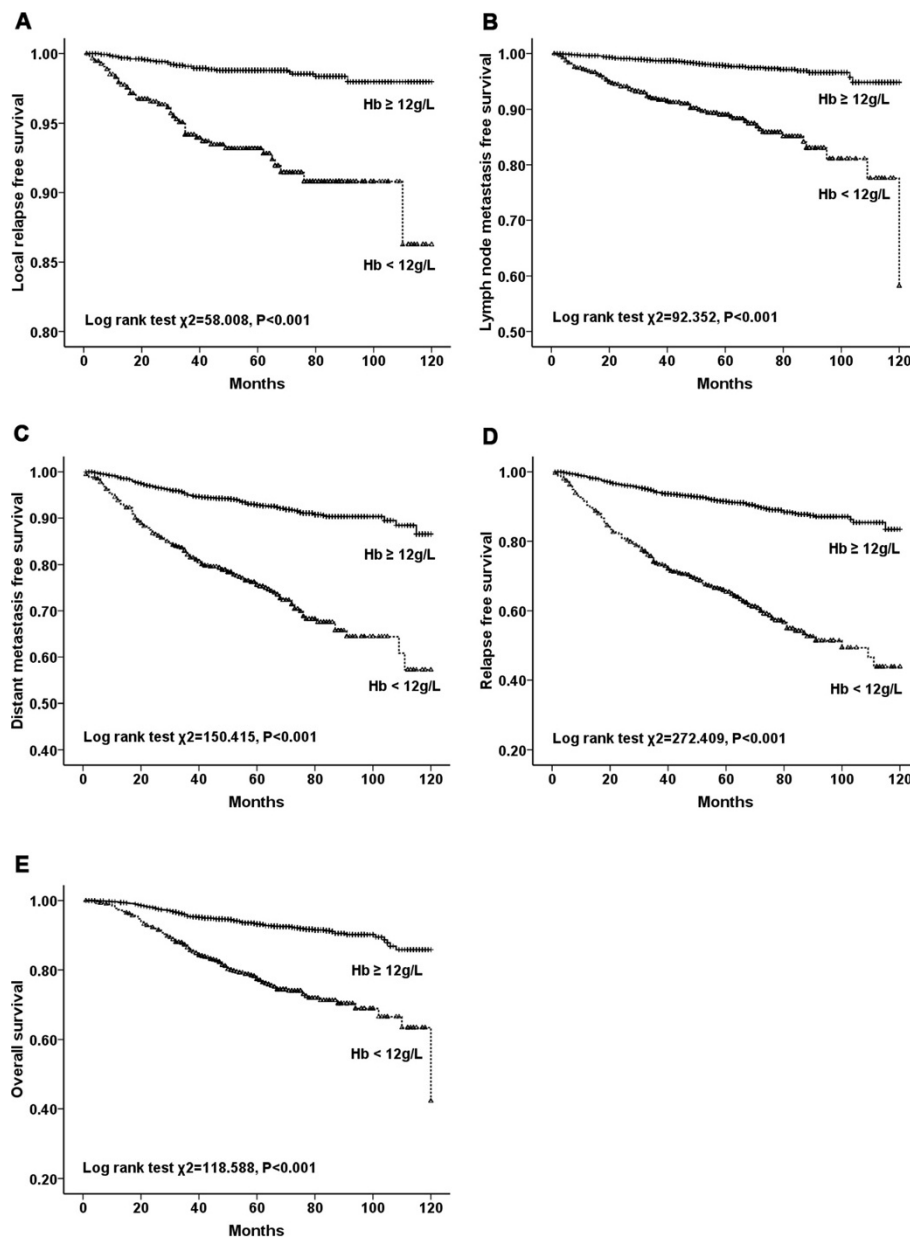 A
1.00
0.95
0.90
0.85
0.80
Local relapse free survival
Hb ≥ 12g/L
Hb < 12g/L
Log rank test χ2=58.008, P<0.001
0 20 40 60 80 100 120
Months
B
1.00
0.90
0.80
0.70
0.60
0.50
Lymph node metastasis free survival
Hb ≥ 12g/L
Hb < 12g/L
Log rank test χ2=92.352, P<0.001
0 20 40 60 80 100 120
Months
C
1.00
0.90
0.80
0.70
0.60
0.50
0.40
Distant metastasis free survival
Hb ≥ 12g/L
Hb < 12g/L
Log rank test χ2=150.415, P<0.001
0 20 40 60 80 100 120
Months
D
1.00
0.80
0.60
0.40
0.20
Relapse free survival
Hb ≥ 12g/L
Hb < 12g/L
Log rank test χ2=272.409, P<0.001
0 20 40 60 80 100 120
Months
E
1.00
0.80
0.60
0.40
0.20
Overall survival
Hb ≥ 12g/L
Hb < 12g/L
Log rank test χ2=118.588, P<0.001
0 20 40 60 80 100 120
Months